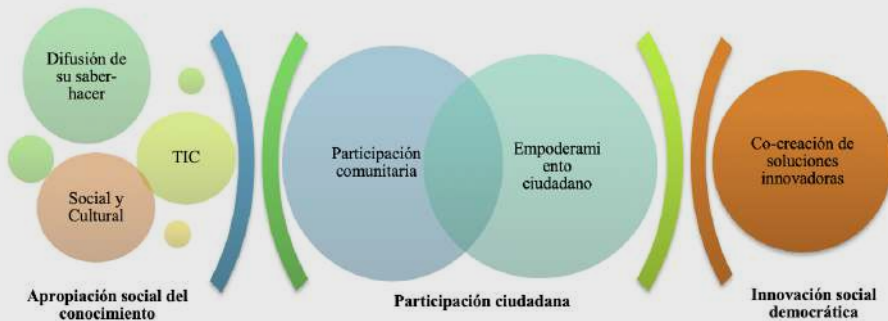 Difusión de
su saber-
hacer
TIC
Social y
Cultural
Apropiación social del
conocimiento
Participación
comunitaria
Empoderami
ento
ciudadano
Participación ciudadana
Co-creación de
soluciones
innovadoras
Innovación social
democrática